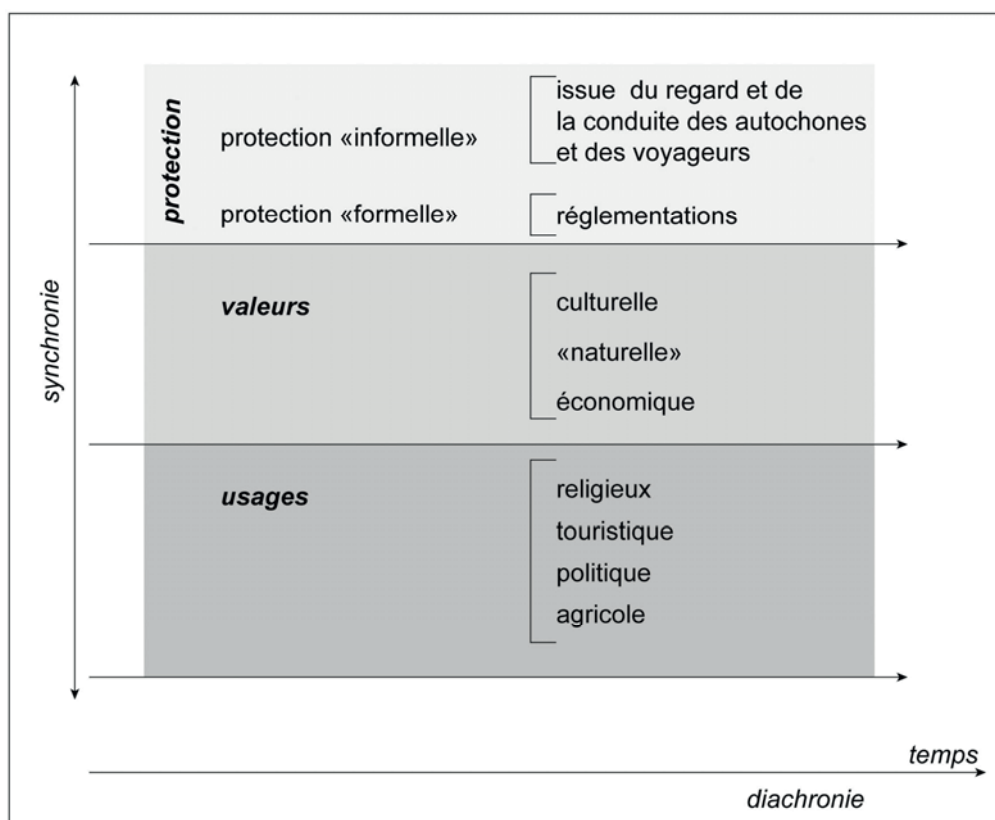 synchronie
protection
protection «informelle»
issue du regard et de
la conduite des autochones
et des voyageurs
protection «formelle»
réglementations
valeurs
culturelle
«naturelle»
économique
usages
religieux
touristique
politique
agricole
temps
diachronie